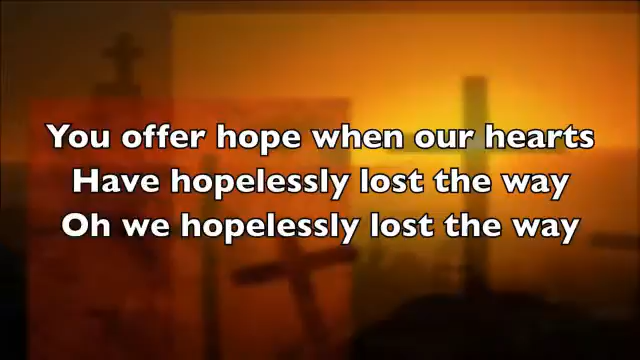 You offer hope when our hearts
Have hopelessly lost the way
Oh we hopelessly lost the way